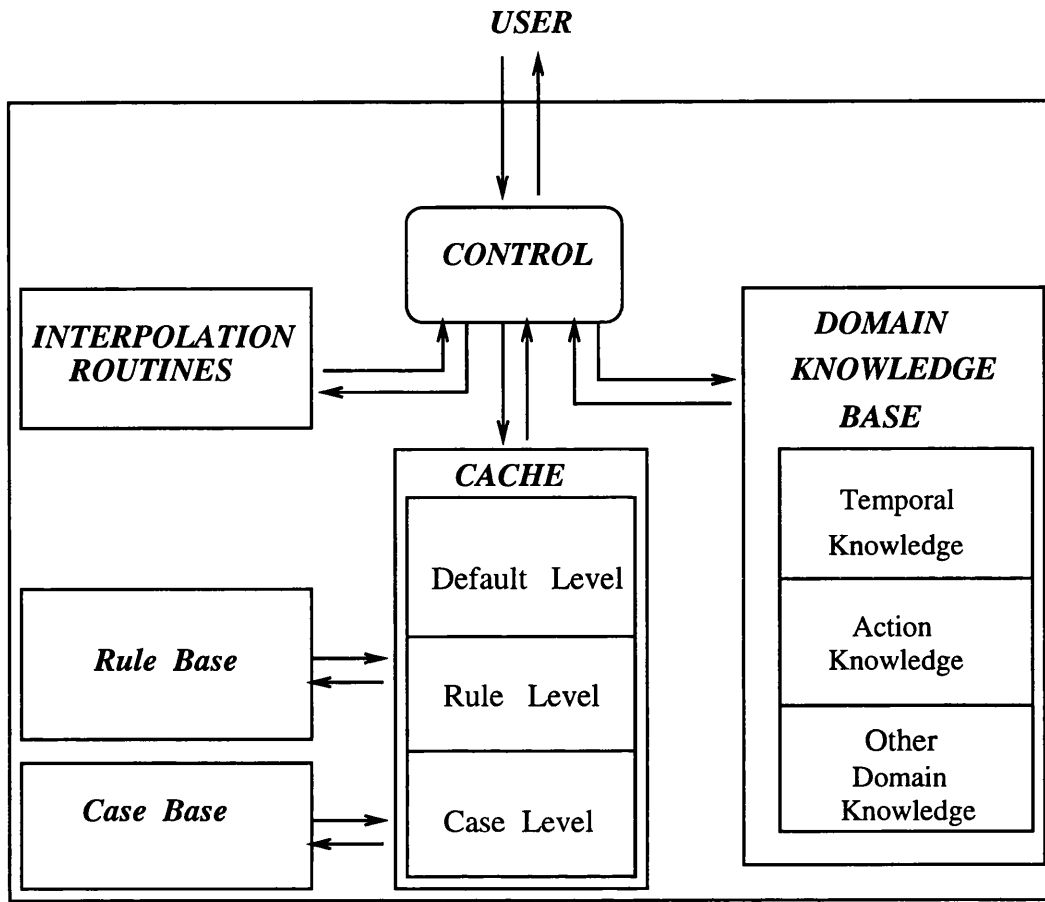 USER
CONTROL
INTERPOLATION
ROUTINES
DOMAIN
KNOWLEDGE
BASE
Temporal
Knowledge
Action
Knowledge
Other
Domain
Knowledge
CACHE
Default Level
Rule Level
Case Level
Rule Base
Case Base